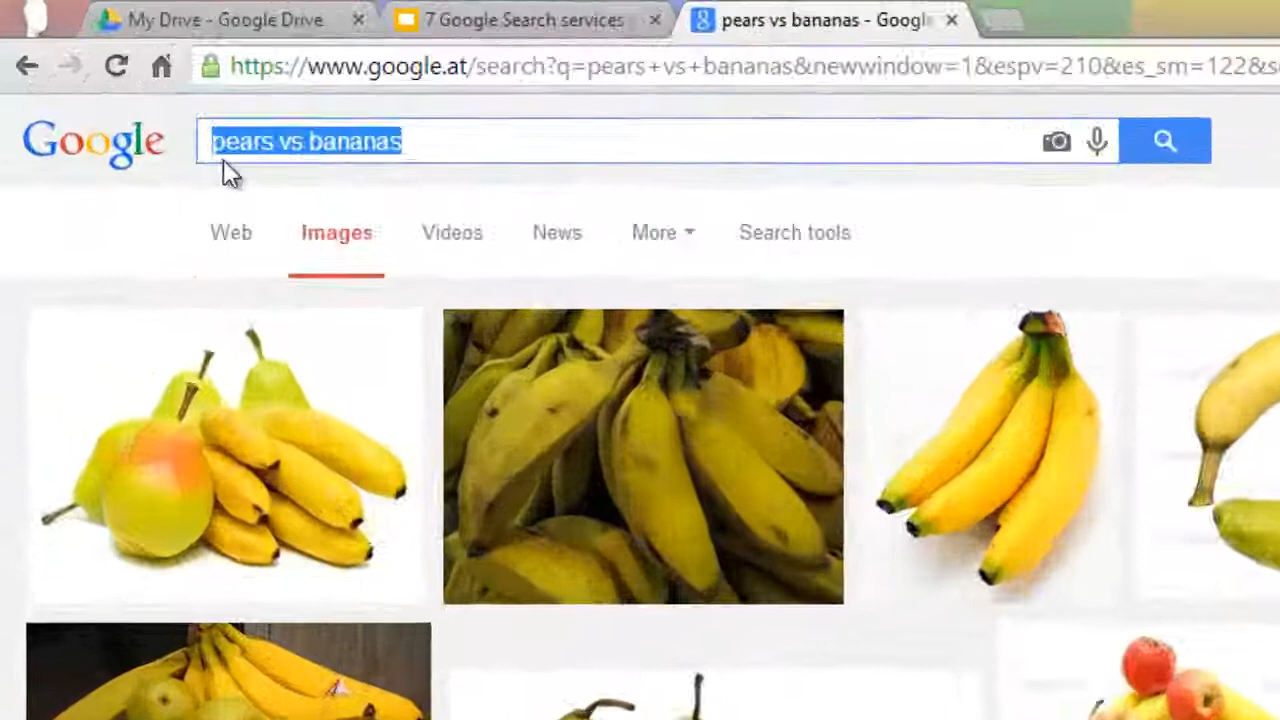 My Drive - Google Drive
7 Google Search services
pears vs bananas - Google
https://www.google.at/search?q=pears+vs+bananas&newwindow=1&espv=210&es_sm=122&s
Google
pears vs bananas
Web Images Videos News More Search tools